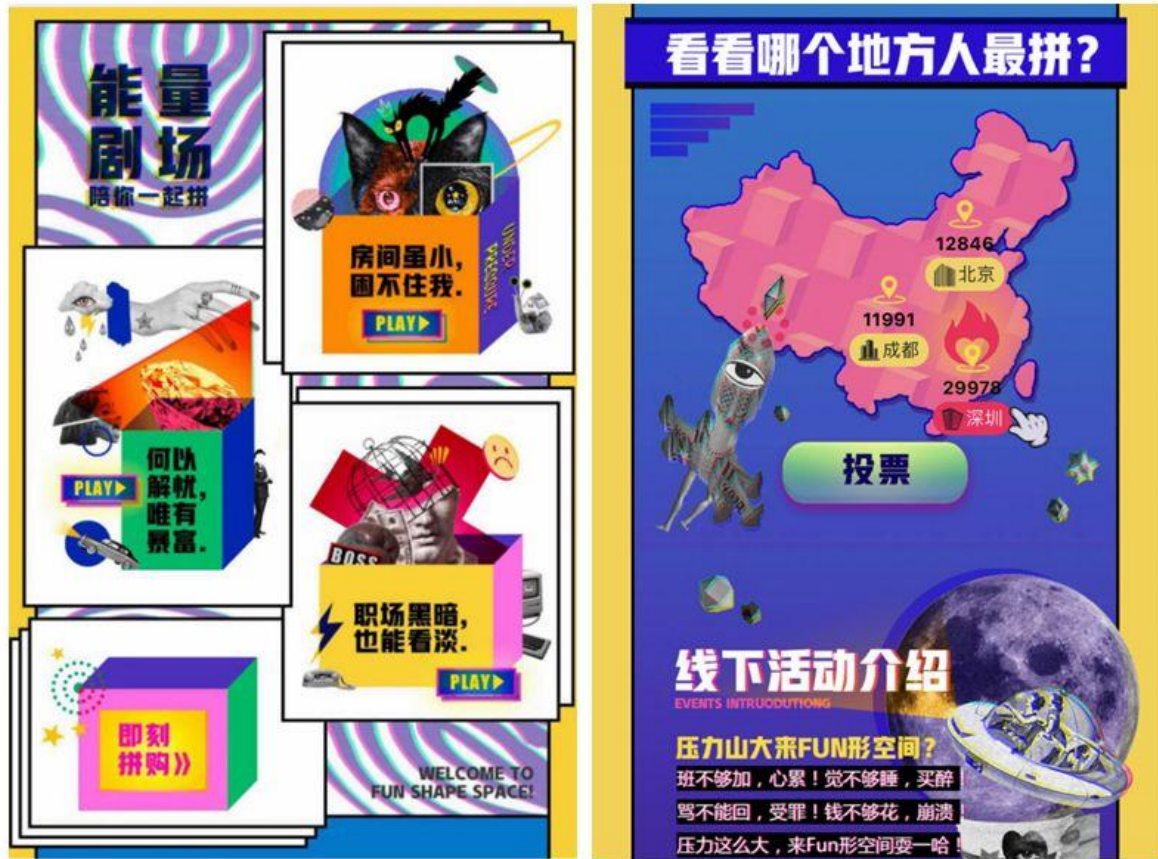 能量
剧场
陪你一起拼
房间虽小，
困不住我.
PLAY
何以
解忧，
唯有
暴富.
PLAY
BOSS
职场黑暗，
也能看淡.
PLAY
即刻
拼购》
WELCOME TO
FUN SHAPE SPACE!
看看哪个地方人最拼？
12846
北京
11991
成都
29978
深圳
投票
线下活动介绍
EVENTS INTRUODUTIONG
压力山大来FUN形空间？
班不够加，心累！觉不够睡，买醉！
骂不能回，受罪！钱不够花，崩溃！
压力这么大，来Fun形空间耍一哈！